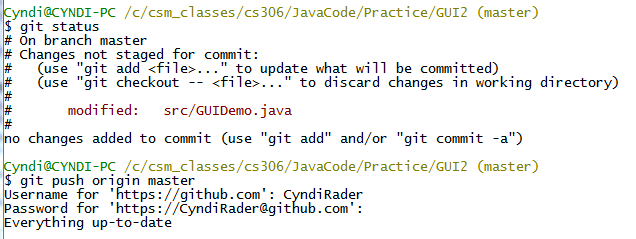 Cyndi@CYNDI-PC /c/csm_classes/cs306/JavaCode/Practice/GUI2 (master)
$ git status
# On branch master
# Changes not staged for commit:
#   (use "git add <file>..." to update what will be committed)
#   (use "git checkout -- <file>..." to discard changes in working directory)
#
#       modified:   src/GUIDemo.java
#
no changes added to commit (use "git add" and/or "git commit -a")
Cyndi@CYNDI-PC /c/csm_classes/cs306/JavaCode/Practice/GUI2 (master)
$ git push origin master
Username for 'https://github.com': CyndiRader
Password for 'https://CyndiRader@github.com':
Everything up-to-date